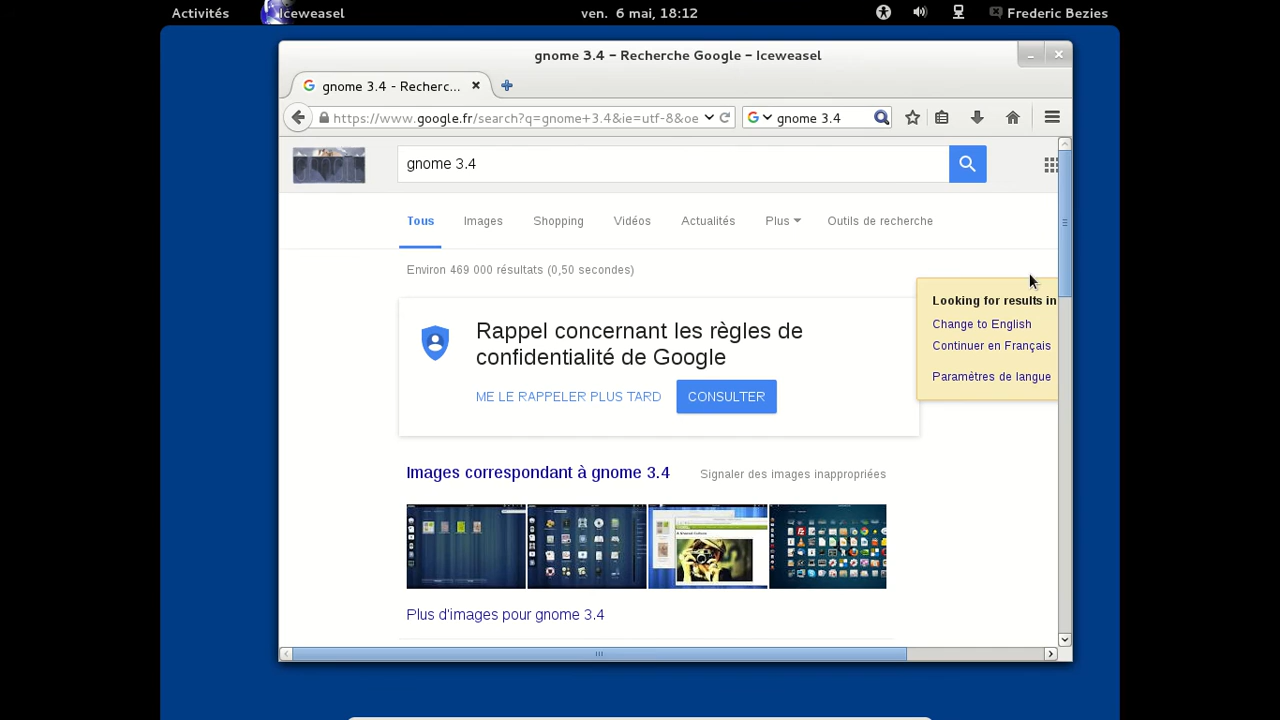 Activités
Iceweasel
ven. 6 mai, 18:12
Frederic Bezies
gnome 3.4 – Recherche Google – Iceweasel
gnome 3.4 - Recherc...
https://www.google.fr/search?q=gnome+3.4&ie=utf-8&oe
gnome 3.4
gnome 3.4
Tous
Images
Shopping
Vidéos
Actualités
Plus
Outils de recherche
Environ 469 000 résultats (0,50 secondes)
Looking for results in
Change to English
Continuer en Français
Paramètres de langue
Rappel concernant les règles de
confidentialité de Google
ME LE RAPPELER PLUS TARD
CONSULTER
Images correspondant à gnome 3.4
Signaler des images inappropriées
Plus d'images pour gnome 3.4